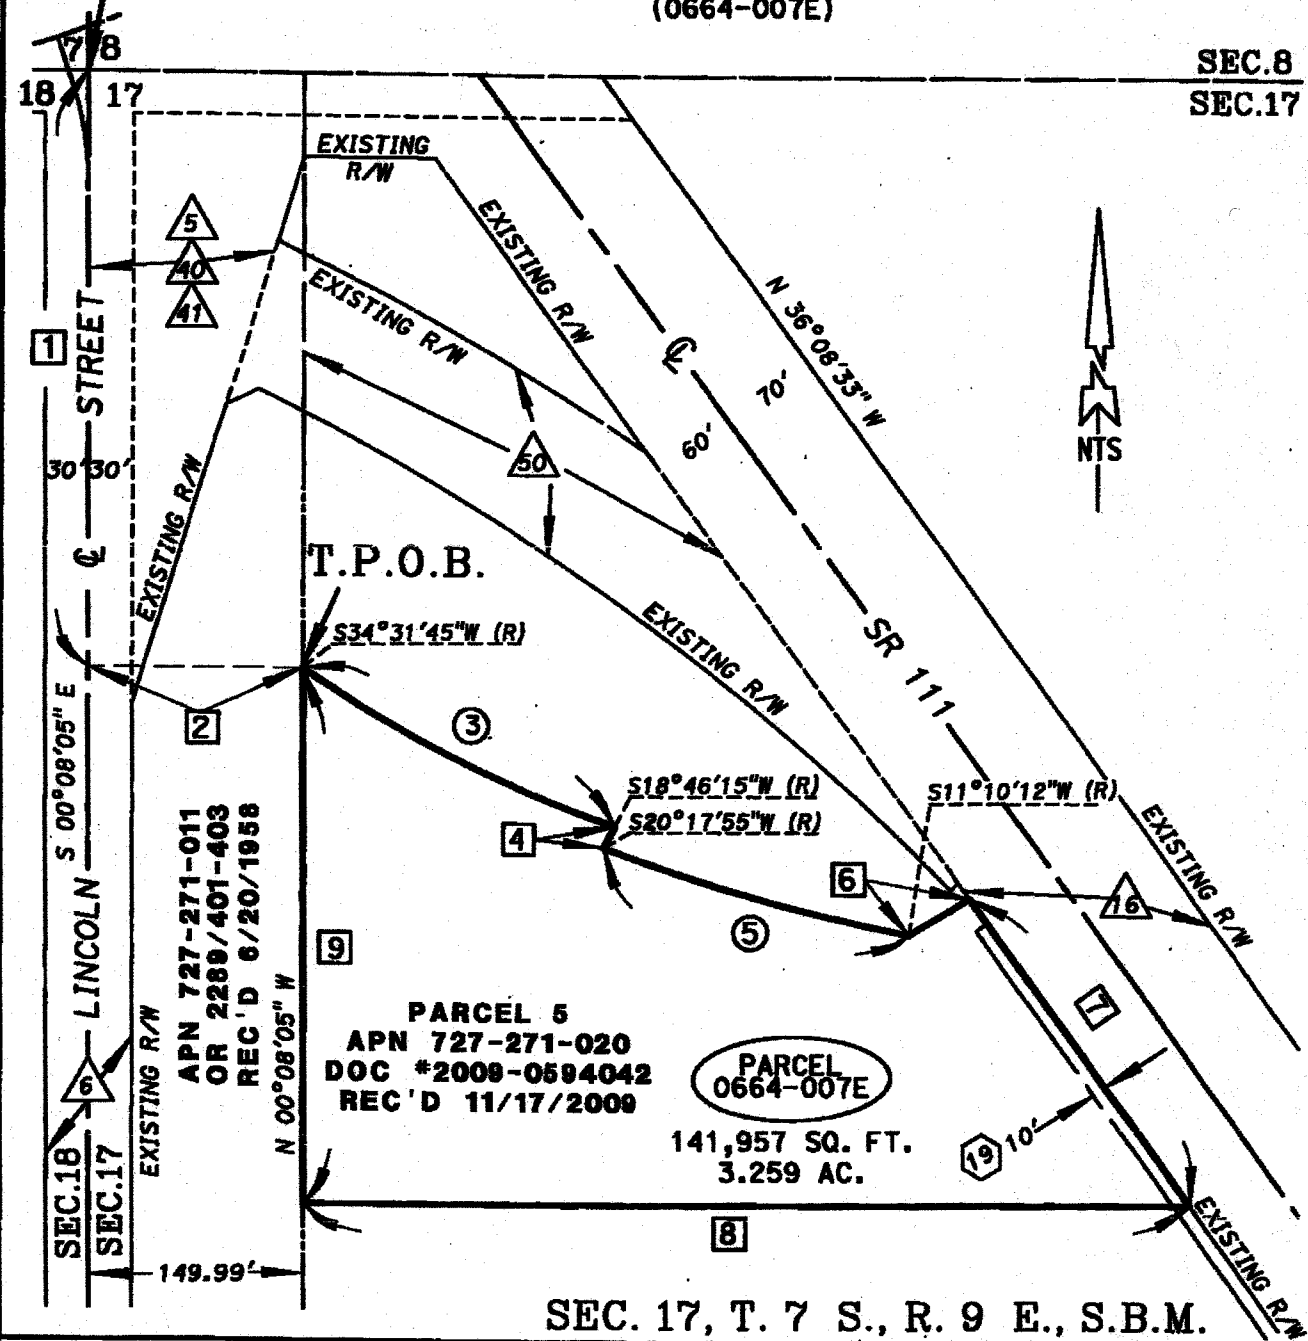 (0664-007E)
7 8
18 17
SEC.8
SEC.17
EXISTING
R/W
EXISTING R/W
EXISTING R/W
5
40
41
N 36°08'33" W
1
STREET
℄
70'
60'
50
NTS
30' 30'
EXISTING R/W
℄
T.P.O.B.
S34°31'45"W (R)
EXISTING R/W
SR 111
2
S 00°08'05" E
3
S18°46'15"W (R)
S20°17'55"W (R)
S11°10'12"W (R)
4
6
16
EXISTING R/W
5
LINCOLN
APN 727-271-011
OR 2289/401-403
REC'D 6/20/1958
9
N 00°08'05" W
7
PARCEL 5
APN 727-271-020
DOC #2009-0594042
REC'D 11/17/2009
PARCEL
0664-007E
141,957 SQ. FT.
3.259 AC.
6
EXISTING R/W
19 10'
SEC.18
SEC.17
8
EXISTING R/W
149.99'
SEC. 17, T. 7 S., R. 9 E., S.B.M.